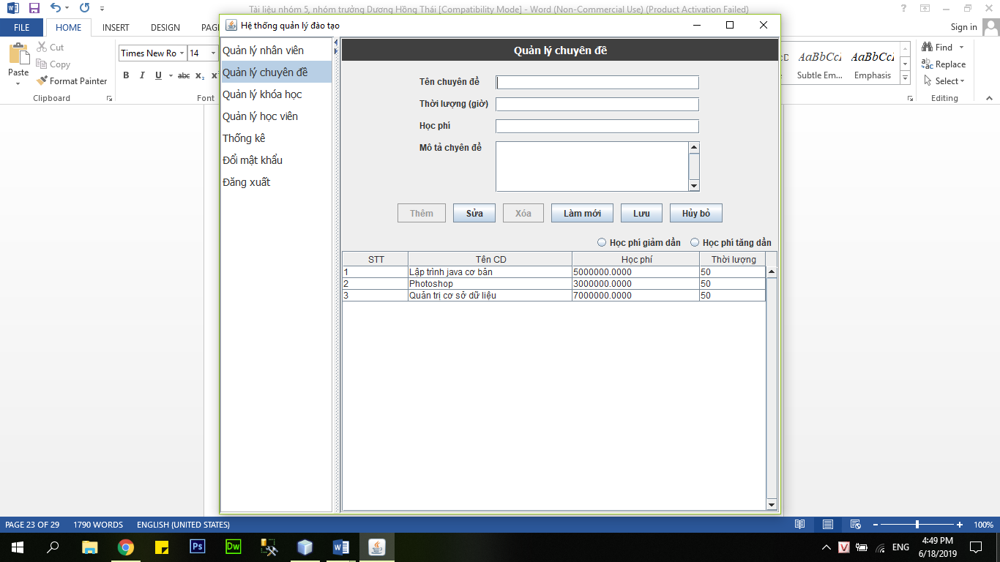 Tài liệu nhóm 5, nhóm trưởng Dương Hồng Thái [Compatibility Mode] - Word (Non-Commercial Use) (Product Activation Failed)
FILE HOME INSERT DESIGN Sign in
Hệ thống quản lý đào tạo
Cut
Copy
Format Painter
Paste
Clipboard
Times New Ro 14
B I U abc x₂
Font
AaBbCcI AaBbCcI
Subtle Em... Emphasis
Find
Replace
Select
Editing
Quản lý nhân viên
Quản lý chuyên đề
Quản lý khóa học
Quản lý học viên
Thống kê
Đổi mật khẩu
Đăng xuất
Quản lý chuyên đề
Tên chuyên đề
Thời lượng (giờ)
Học phí
Mô tả chyên đề
Thêm Sửa Xóa Làm mới Lưu Hủy bỏ
Học phí giảm dần Học phí tăng dần
STT Tên CD Học phí Thời lượng
1 Lập trình java cơ bản 5000000.0000 50
2 Photoshop 3000000.0000 50
3 Quản trị cơ sở dữ liệu 7000000.0000 50
PAGE 23 OF 29 1790 WORDS ENGLISH (UNITED STATES) 100%
Ps Dw ENG 4:49 PM
6/18/2019